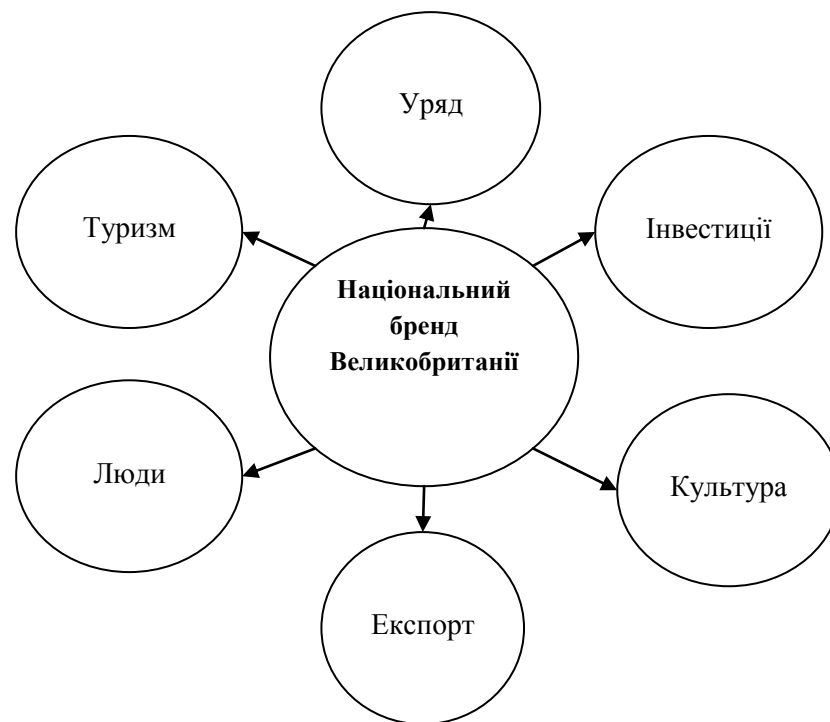 Уряд
Туризм
Інвестиції
Національний
бренд
Великобританії
Люди
Культура
Експорт